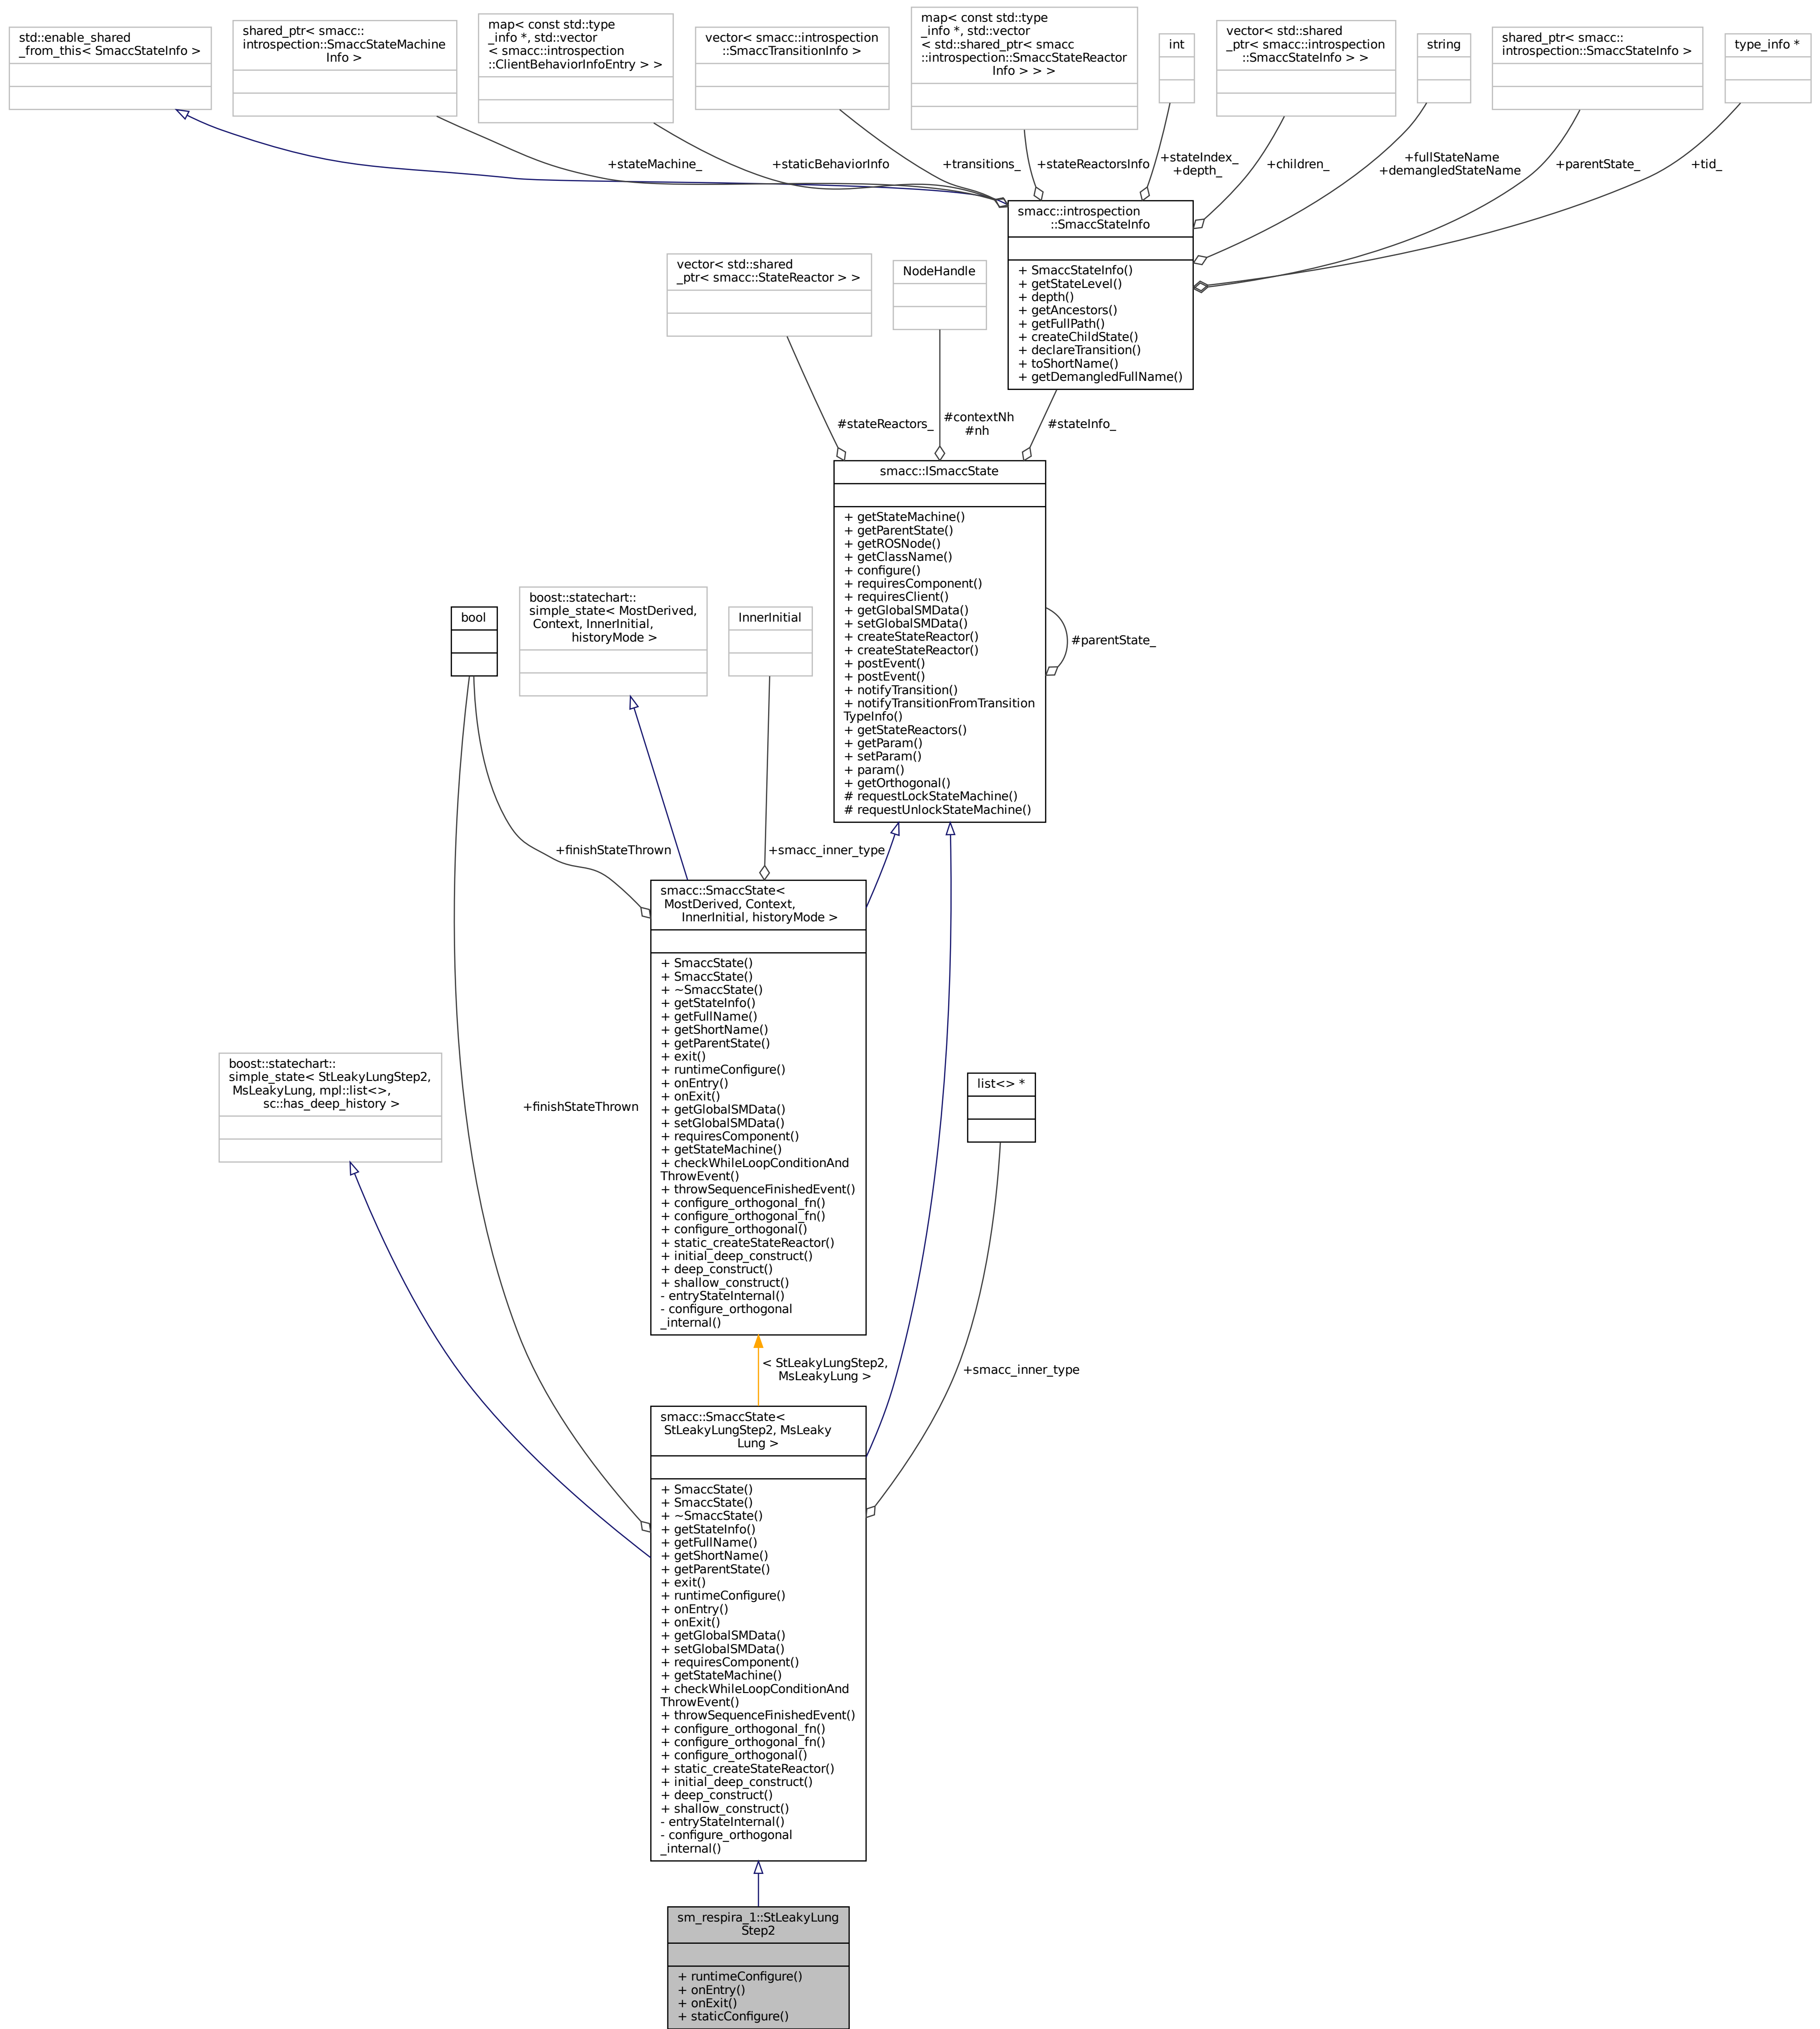 std::enable_shared
_from_this< SmaccStateInfo >
shared_ptr< smacc::
introspection::SmaccStateMachine
Info >
map< const std::type
_info *, std::vector
< smacc::introspection
::ClientBehaviorInfoEntry > >
vector< smacc::introspection
::SmaccTransitionInfo >
map< const std::type
_info *, std::vector
< std::shared_ptr< smacc
::introspection::SmaccStateReactor
Info > > >
int
vector< std::shared
_ptr< smacc::introspection
::SmaccStateInfo > >
string
shared_ptr< smacc::
introspection::SmaccStateInfo >
type_info *
+stateMachine_
+staticBehaviorInfo
+transitions_
+stateReactorsInfo
+stateIndex_
+depth_
+children_
+fullStateName
+demangledStateName
+parentState_
+tid_
smacc::introspection
::SmaccStateInfo
+ SmaccStateInfo()
+ getStateLevel()
+ depth()
+ getAncestors()
+ getFullPath()
+ createChildState()
+ declareTransition()
+ toShortName()
+ getDemangledFullName()
vector< std::shared
_ptr< smacc::StateReactor > >
NodeHandle
#stateReactors_
#contextNh
#nh
#stateInfo_
smacc::ISmaccState
+ getStateMachine()
+ getParentState()
+ getROSNode()
+ getClassName()
+ configure()
+ requiresComponent()
+ requiresClient()
+ getGlobalSMData()
+ setGlobalSMData()
+ createStateReactor()
+ createStateReactor()
+ postEvent()
+ postEvent()
+ notifyTransition()
+ notifyTransitionFromTransition
TypeInfo()
+ getStateReactors()
+ getParam()
+ setParam()
+ param()
+ getOrthogonal()
# requestLockStateMachine()
# requestUnlockStateMachine()
#parentState_
bool
boost::statechart::
simple_state< MostDerived,
Context, InnerInitial,
historyMode >
InnerInitial
+finishStateThrown
+smacc_inner_type
smacc::SmaccState<
MostDerived, Context,
InnerInitial, historyMode >
+ SmaccState()
+ SmaccState()
+ ~SmaccState()
+ getStateInfo()
+ getFullName()
+ getShortName()
+ getParentState()
+ exit()
+ runtimeConfigure()
+ onEntry()
+ onExit()
+ getGlobalSMData()
+ setGlobalSMData()
+ requiresComponent()
+ getStateMachine()
+ checkWhileLoopConditionAnd
ThrowEvent()
+ throwSequenceFinishedEvent()
+ configure_orthogonal_fn()
+ configure_orthogonal_fn()
+ configure_orthogonal()
+ static_createStateReactor()
+ initial_deep_construct()
+ deep_construct()
+ shallow_construct()
- entryStateInternal()
- configure_orthogonal
_internal()
boost::statechart::
simple_state< StLeakyLungStep2,
MsLeakyLung, mpl::list<>,
sc::has_deep_history >
+finishStateThrown
list<> *
< StLeakyLungStep2,
MsLeakyLung >
+smacc_inner_type
smacc::SmaccState<
StLeakyLungStep2, MsLeaky
Lung >
+ SmaccState()
+ SmaccState()
+ ~SmaccState()
+ getStateInfo()
+ getFullName()
+ getShortName()
+ getParentState()
+ exit()
+ runtimeConfigure()
+ onEntry()
+ onExit()
+ getGlobalSMData()
+ setGlobalSMData()
+ requiresComponent()
+ getStateMachine()
+ checkWhileLoopConditionAnd
ThrowEvent()
+ throwSequenceFinishedEvent()
+ configure_orthogonal_fn()
+ configure_orthogonal_fn()
+ configure_orthogonal()
+ static_createStateReactor()
+ initial_deep_construct()
+ deep_construct()
+ shallow_construct()
- entryStateInternal()
- configure_orthogonal
_internal()
sm_respira_1::StLeakyLung
Step2
+ runtimeConfigure()
+ onEntry()
+ onExit()
+ staticConfigure()